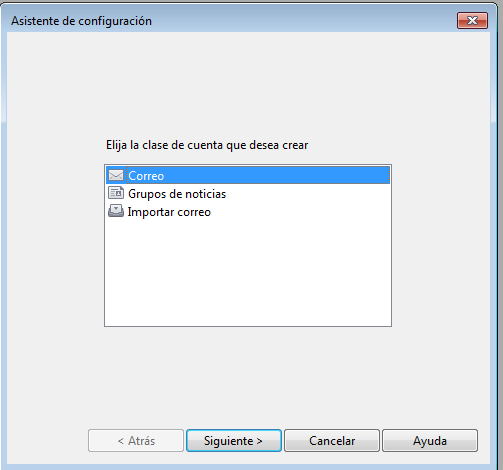 Asistente de configuración
Elija la clase de cuenta que desea crear
Correo
Grupos de noticias
Importar correo
< Atrás
Siguiente >
Cancelar
Ayuda